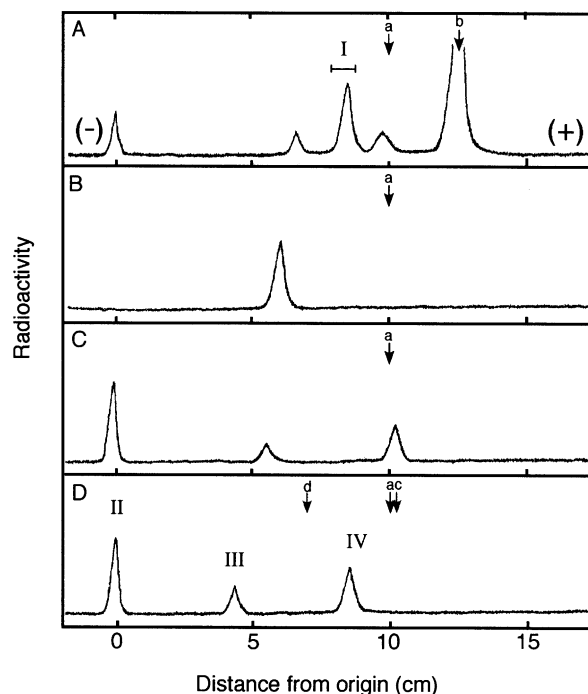 A
a
b
I
(-)
(+)
B
a
C
a
D
d
ac
II
III
IV
0 5 10 15
Distance from origin (cm)
Radioactivity